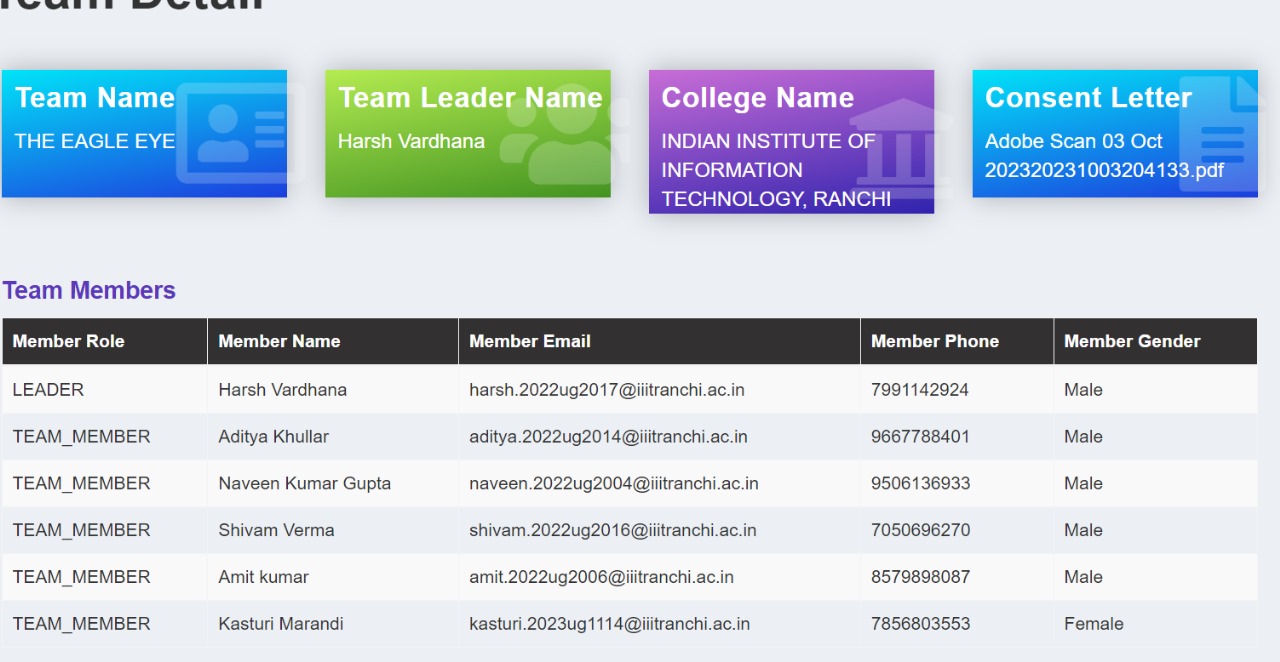 Team Detail
Team Name
THE EAGLE EYE
Team Leader Name
Harsh Vardhana
College Name
INDIAN INSTITUTE OF
INFORMATION
TECHNOLOGY, RANCHI
Consent Letter
Adobe Scan 03 Oct
202320231003204133.pdf
Team Members
Member Role Member Name Member Email Member Phone Member Gender
LEADER Harsh Vardhana harsh.2022ug2017@iiitranchi.ac.in 7991142924 Male
TEAM_MEMBER Aditya Khullar aditya.2022ug2014@iiitranchi.ac.in 9667788401 Male
TEAM_MEMBER Naveen Kumar Gupta naveen.2022ug2004@iiitranchi.ac.in 9506136933 Male
TEAM_MEMBER Shivam Verma shivam.2022ug2016@iiitranchi.ac.in 7050696270 Male
TEAM_MEMBER Amit kumar amit.2022ug2006@iiitranchi.ac.in 8579898087 Male
TEAM_MEMBER Kasturi Marandi kasturi.2023ug1114@iiitranchi.ac.in 7856803553 Female